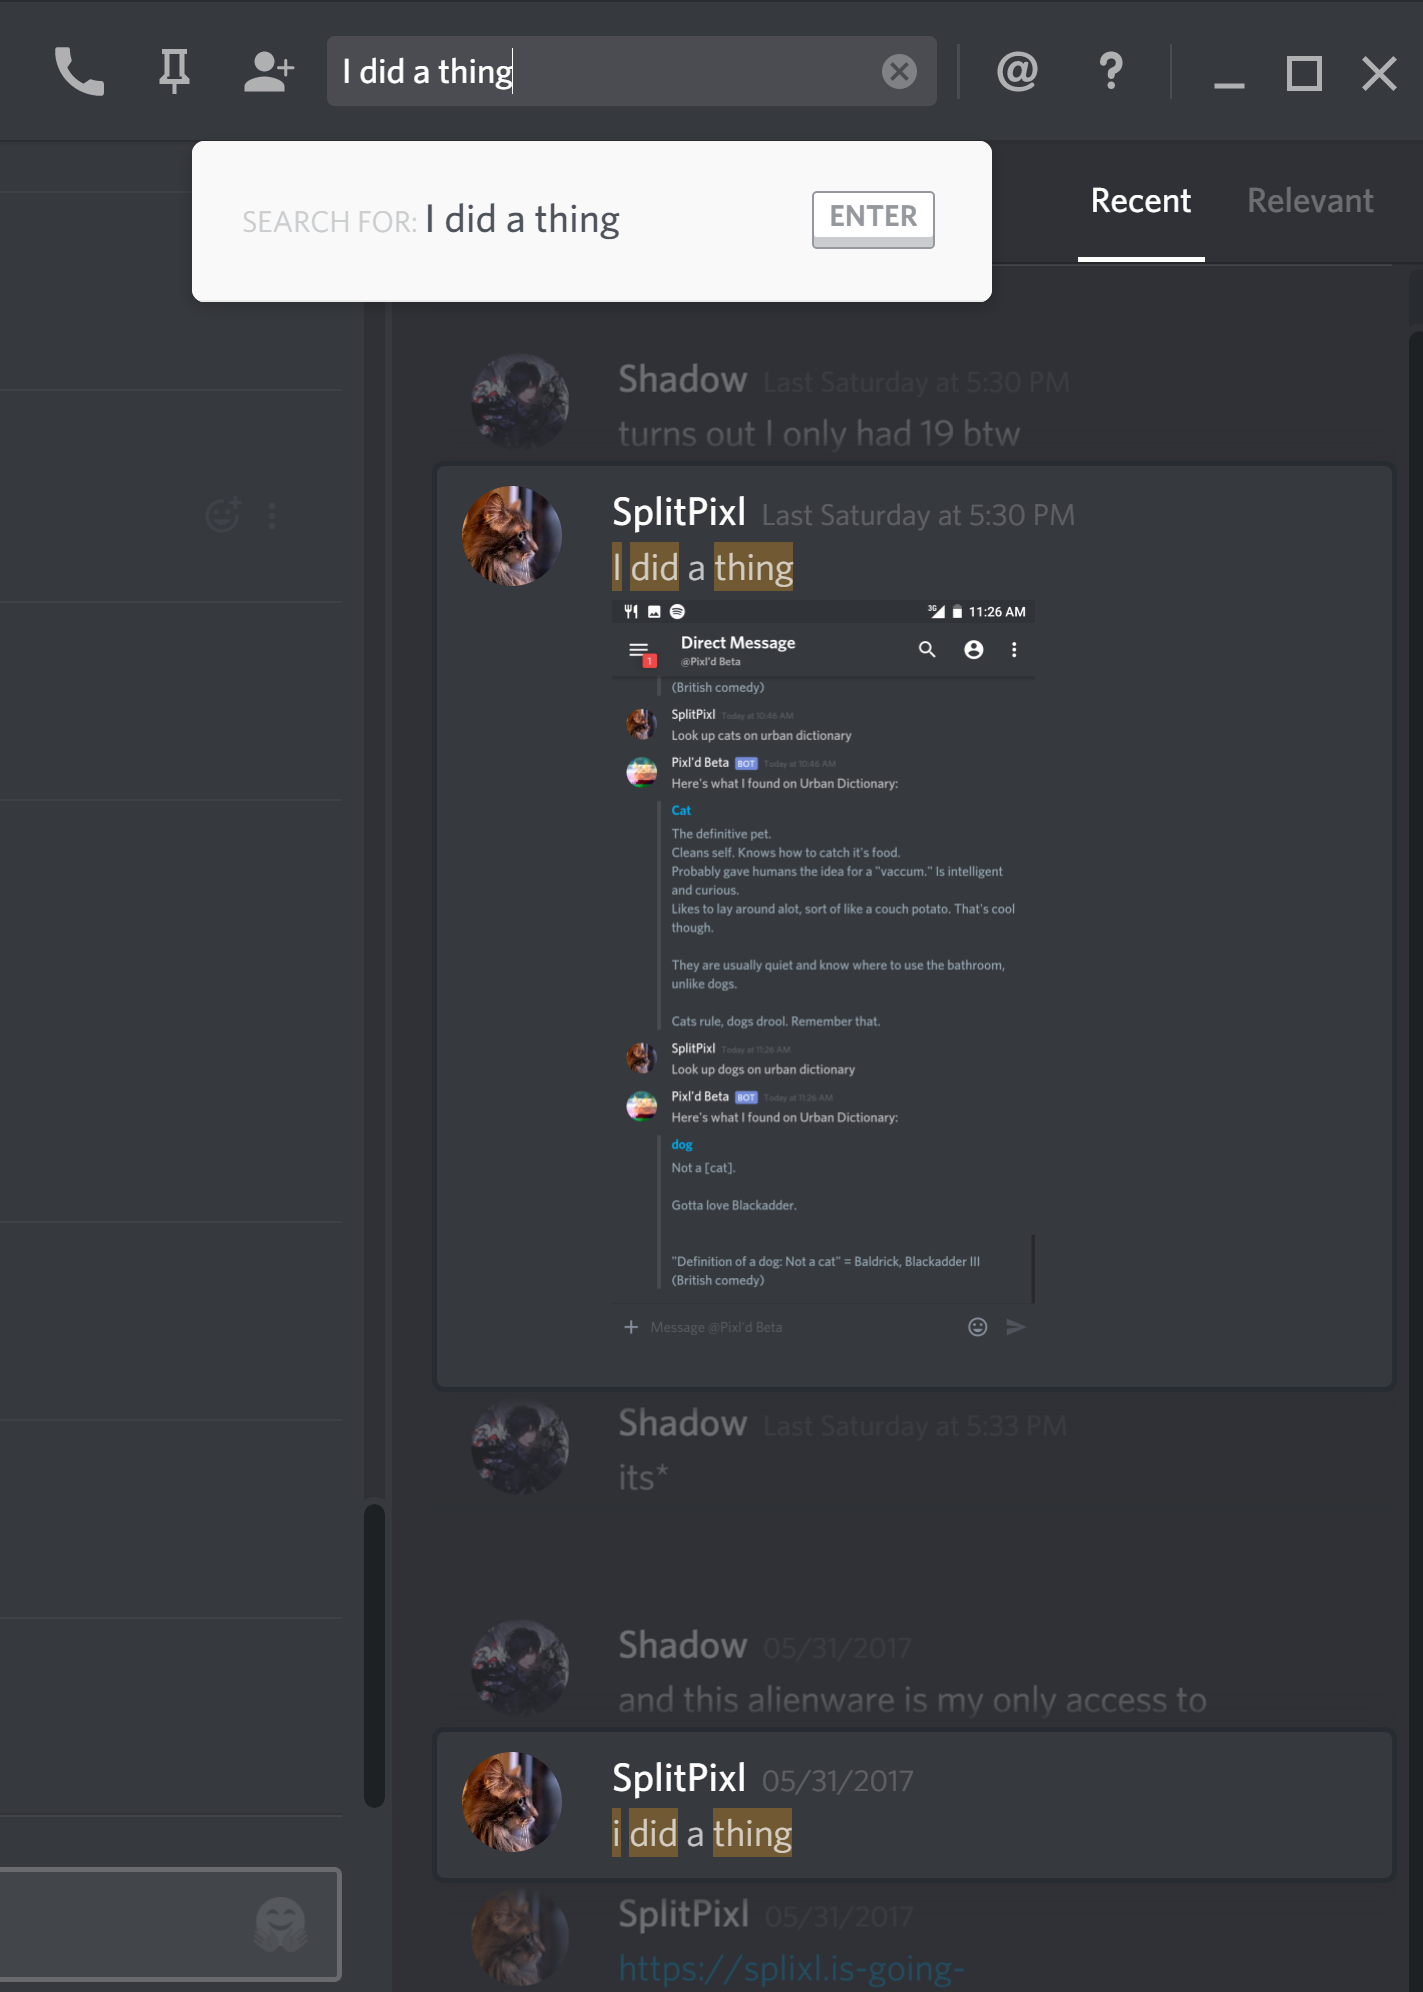 I did a thing
SEARCH FOR: I did a thing
ENTER
Recent
Relevant
Shadow Last Saturday at 5:30 PM
turns out I only had 19 btw
SplitPixl Last Saturday at 5:30 PM
I did a thing
3G 11:26 AM
Direct Message
@Pixl'd Beta
1
(British comedy)
SplitPixl Today at 10:46 AM
Look up cats on urban dictionary
Pixl'd Beta BOT Today at 10:46 AM
Here's what I found on Urban Dictionary:
Cat
The definitive pet.
Cleans self. Knows how to catch it's food.
Probably gave humans the idea for a "vaccum." Is intelligent
and curious.
Likes to lay around alot, sort of like a couch potato. That's cool
though.
They are usually quiet and know where to use the bathroom,
unlike dogs.
Cats rule, dogs drool. Remember that.
SplitPixl Today at 11:26 AM
Look up dogs on urban dictionary
Pixl'd Beta BOT Today at 11:26 AM
Here's what I found on Urban Dictionary:
dog
Not a [cat].
Gotta love Blackadder.
"Definition of a dog: Not a cat" = Baldrick, Blackadder III
(British comedy)
Message @Pixl'd Beta
Shadow Last Saturday at 5:33 PM
its*
Shadow 05/31/2017
and this alienware is my only access to
SplitPixl 05/31/2017
i did a thing
SplitPixl 05/31/2017
https://splixl.is-going-